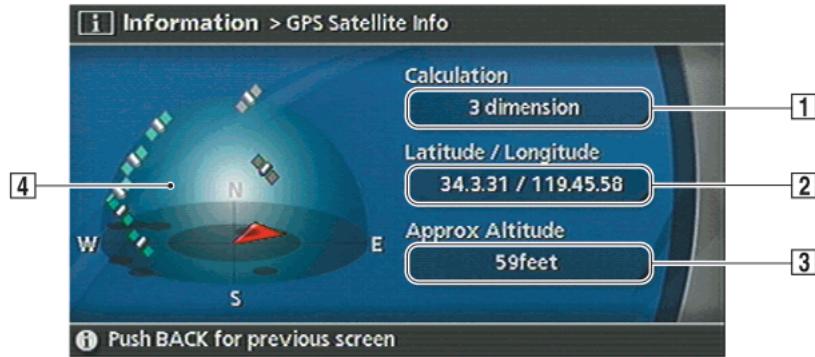 i Information > GPS Satellite Info
Calculation
3 dimension
1
Latitude / Longitude
34.3.31 / 119.45.58
2
4
N
W
E
Approx Altitude
59feet
3
S
i Push BACK for previous screen